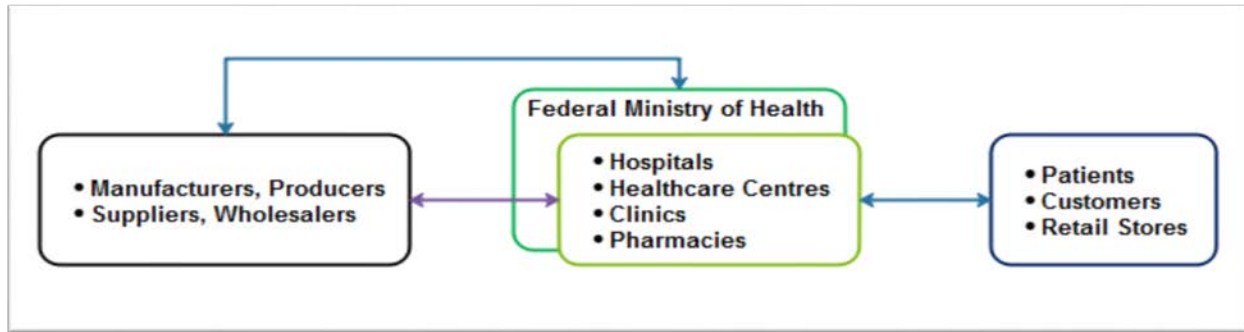 Federal Ministry of Health
• Manufacturers, Producers
• Suppliers, Wholesalers
• Hospitals
• Healthcare Centres
• Clinics
• Pharmacies
• Patients
• Customers
• Retail Stores